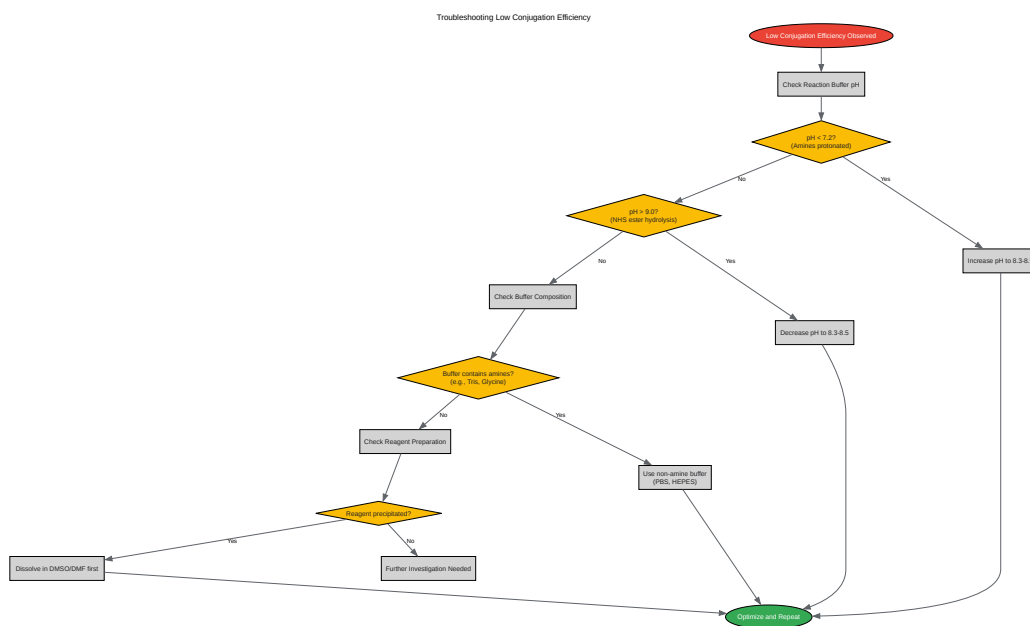 Troubleshooting Low Conjugation Efficiency
Low Conjugation Efficiency Observed
Check Reaction Buffer pH
pH < 7.2?
(Amines protonated)
No
Yes
pH > 9.0?
(NHS ester hydrolysis)
No
Yes
Increase pH to 8.3-8.
Check Buffer Composition
Decrease pH to 8.3-8.5
Buffer contains amines?
(e.g., Tris, Glycine)
No
Yes
Check Reagent Preparation
Use non-amine buffer
(PBS, HEPES)
Reagent precipitated?
Yes
No
Dissolve in DMSO/DMF first
Further Investigation Needed
Optimize and Repeat